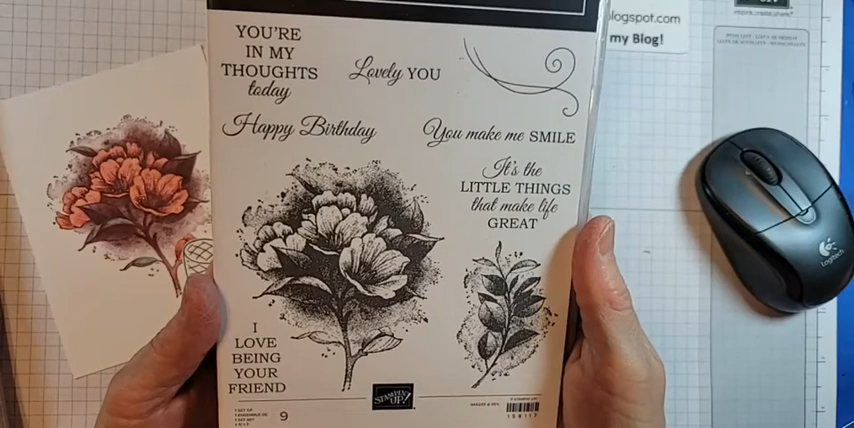 YOU'RE
IN MY
THOUGHTS
today
Lovely YOU
Happy Birthday
You make me SMILE
It's the
LITTLE THINGS
that make life
GREAT
I
LOVE
BEING
YOUR
FRIEND
STAMPIN' UP!
9
158117
blogspot.com
my Blog!
Logitech